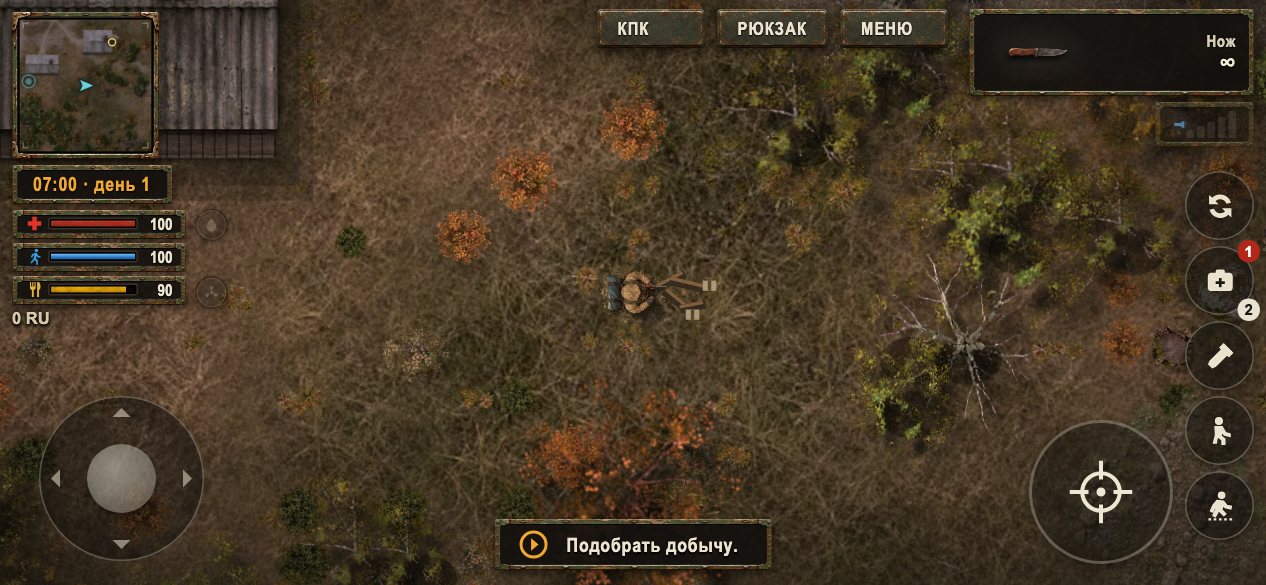 КПК
РЮКЗАК
МЕНЮ
Нож
∞
07:00 · день 1
100
100
90
0 RU
1
2
Подобрать добычу.